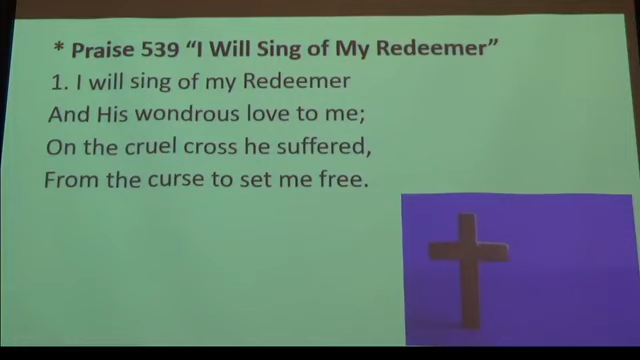 * Praise 539 “I Will Sing of My Redeemer”
1. I will sing of my Redeemer
And His wondrous love to me;
On the cruel cross he suffered,
From the curse to set me free.